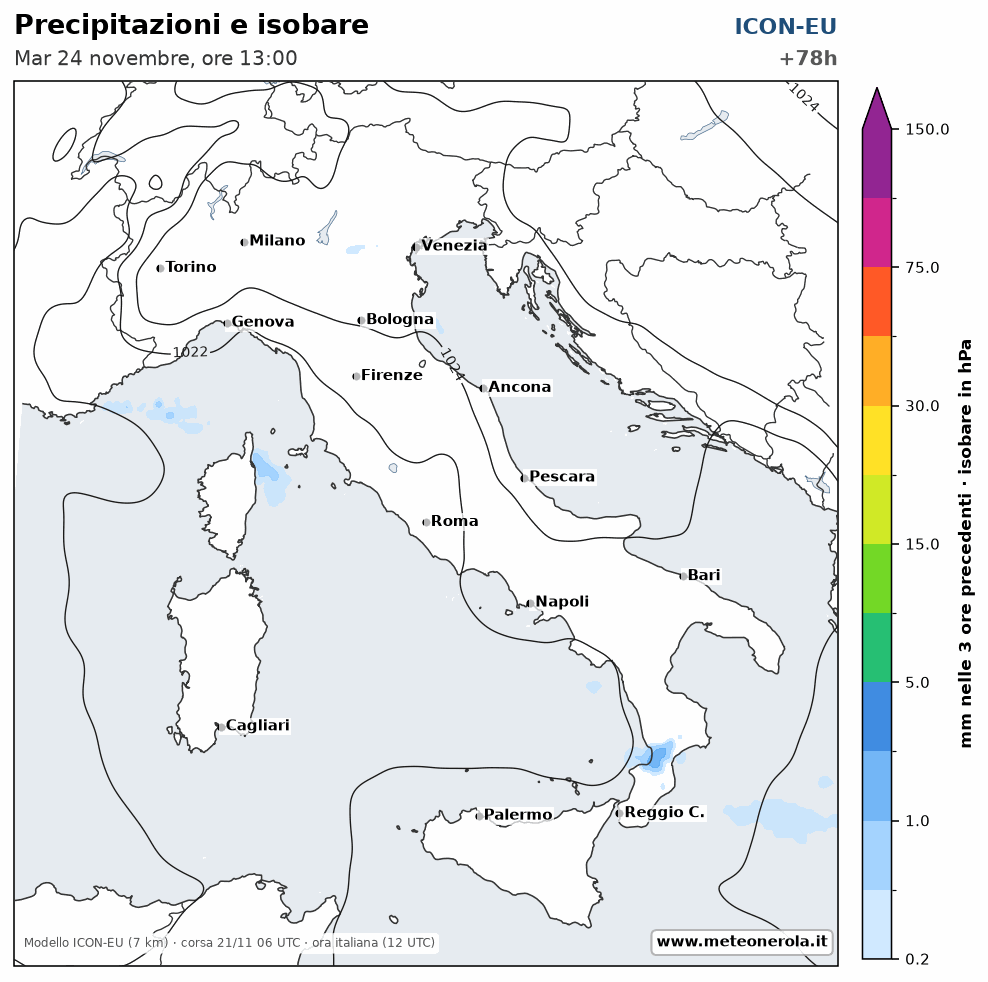 Precipitazioni e isobare
ICON-EU
Mar 24 novembre, ore 13:00
+78h
1024
150.0
Milano
Venezia
Torino
75.0
Bologna
Genova
1022
Firenze
Ancona
30.0
Pescara
Roma
15.0
Bari
Napoli
5.0
Cagliari
Palermo
Reggio C.
1.0
Modello ICON-EU (7 km) · corsa 21/11 06 UTC · ora italiana (12 UTC)
www.meteonerola.it
0.2
mm nelle 3 ore precedenti · isobare in hPa